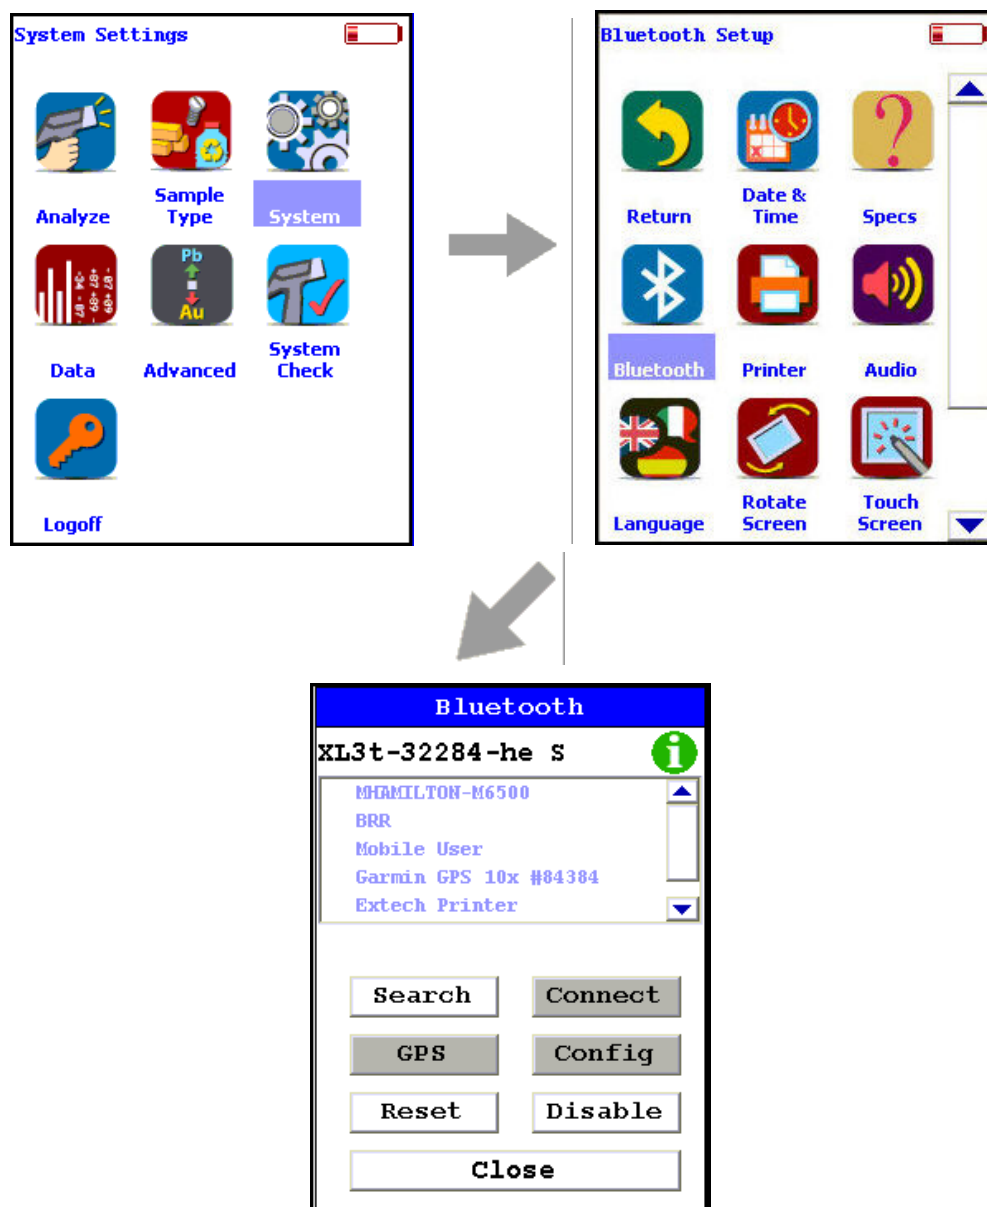 System Settings
Analyze
Sample
Type
System
Pb
Au
Data
Advanced
System
Check
Logoff
Bluetooth Setup
Return
Date &
Time
Specs
Bluetooth
Printer
Audio
Language
Rotate
Screen
Touch
Screen
Bluetooth
XL3t-32284-he S
MHAMILTON-M6500
BRR
Mobile User
Garmin GPS 10x #84384
Extech Printer
Search
Connect
GPS
Config
Reset
Disable
Close